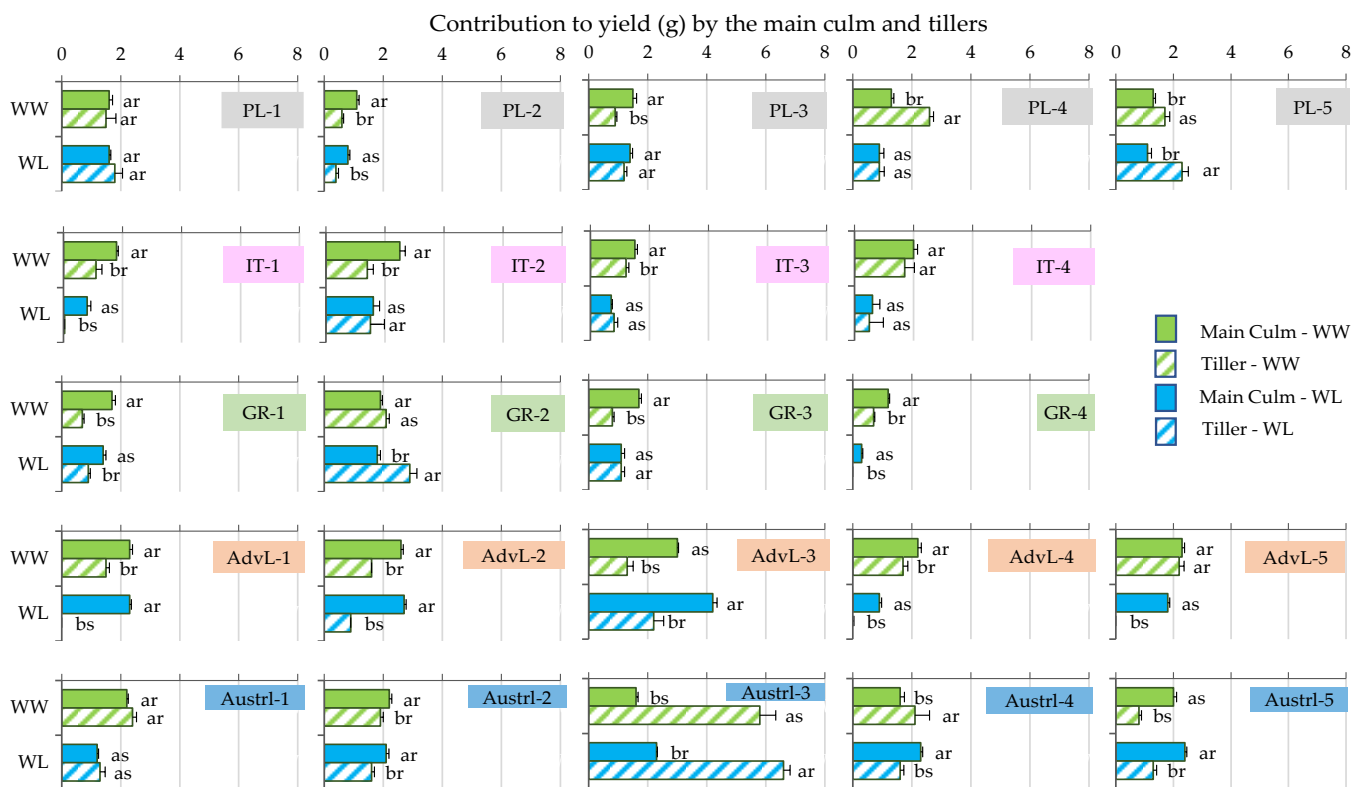 Contribution to yield (g) by the main culm and tillers
0 2 4 6 8 0 2 4 6 8 0 2 4 6 8 0 2 4 6 8 0 2 4 6 8
WW ar PL-1 ar PL-2 ar PL-3 br PL-4 br PL-5
ar br bs ar as
WL ar as ar as br
ar bs ar as ar
WW ar IT-1 ar IT-2 ar IT-3 ar IT-4
br br br ar
WL as as as as
bs ar as as
Main Culm - WW
Tiller - WW
Main Culm - WL
Tiller - WL
WW ar GR-1 ar GR-2 ar GR-3 ar GR-4
bs as bs br
WL as br as as
br ar ar bs
WW ar AdvL-1 ar AdvL-2 as AdvL-3 ar AdvL-4 ar AdvL-5
br br bs br ar
WL ar ar ar as as
bs bs br bs bs
WW ar Austrl-1 ar Austrl-2 bs Austrl-3 bs Austrl-4 as Austrl-5
ar br as ar bs
WL as ar br ar ar
as br ar bs br